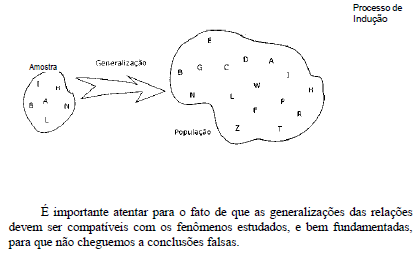 Processo de
Indução
Generalização
Amostra
I H
B A N
L
E
B G C D A
I
W H
N L P
F R
População
Z T
É importante atentar para o fato de que as generalizações das relações
devem ser compatíveis com os fenômenos estudados, e bem fundamentadas,
para que não cheguemos a conclusões falsas.